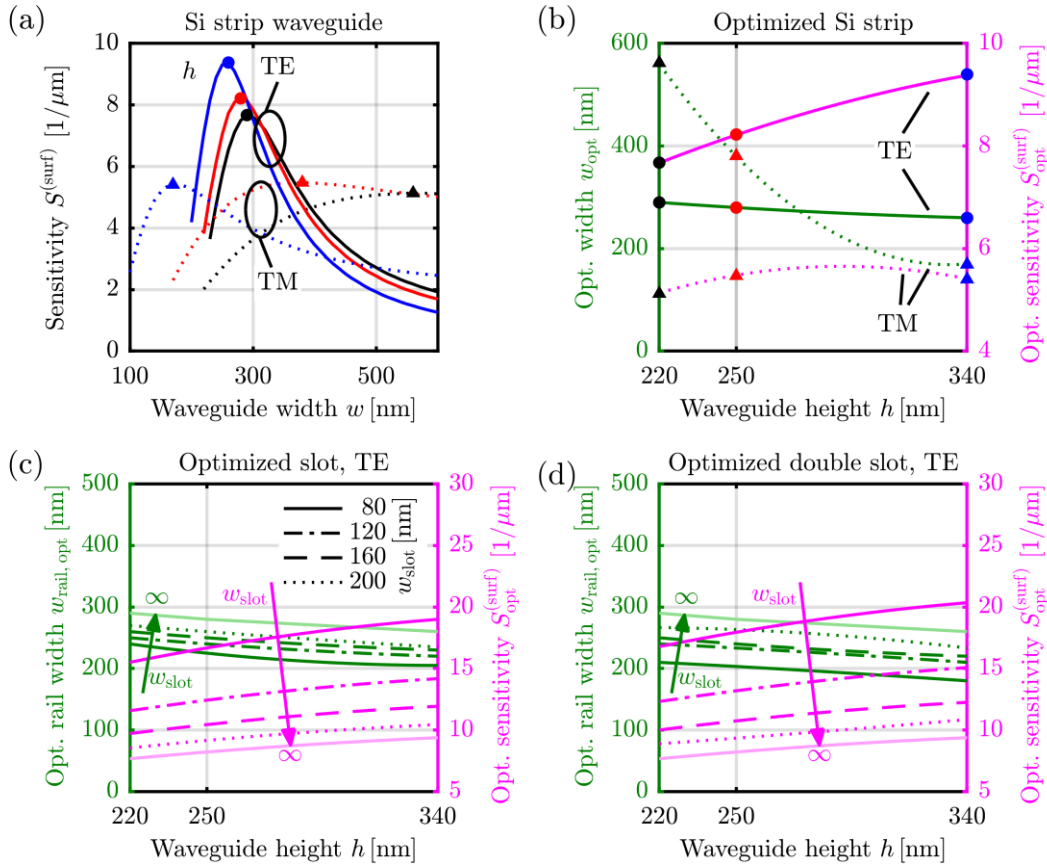 (a)
Si strip waveguide
Sensitivity S^(surf) [1/μm]
10
8
6
4
2
0
h
TE
TM
100
300
500
Waveguide width w [nm]
(b)
Optimized Si strip
Opt. width w_opt [nm]
600
400
200
0
TE
TM
10
8
6
4
Opt. sensitivity S_opt^(surf) [1/μm]
220
250
340
Waveguide height h [nm]
(c)
Optimized slot, TE
Opt. rail width w_rail, opt [nm]
500
400
300
200
100
0
80
120
160
200
w_slot [nm]
∞
w_slot
w_slot
∞
30
25
20
15
10
5
Opt. sensitivity S_opt^(surf) [1/μm]
220
250
340
Waveguide height h [nm]
(d)
Optimized double slot, TE
Opt. rail width w_rail, opt [nm]
500
400
300
200
100
0
∞
w_slot
w_slot
∞
30
25
20
15
10
5
Opt. sensitivity S_opt^(surf) [1/μm]
220
250
340
Waveguide height h [nm]